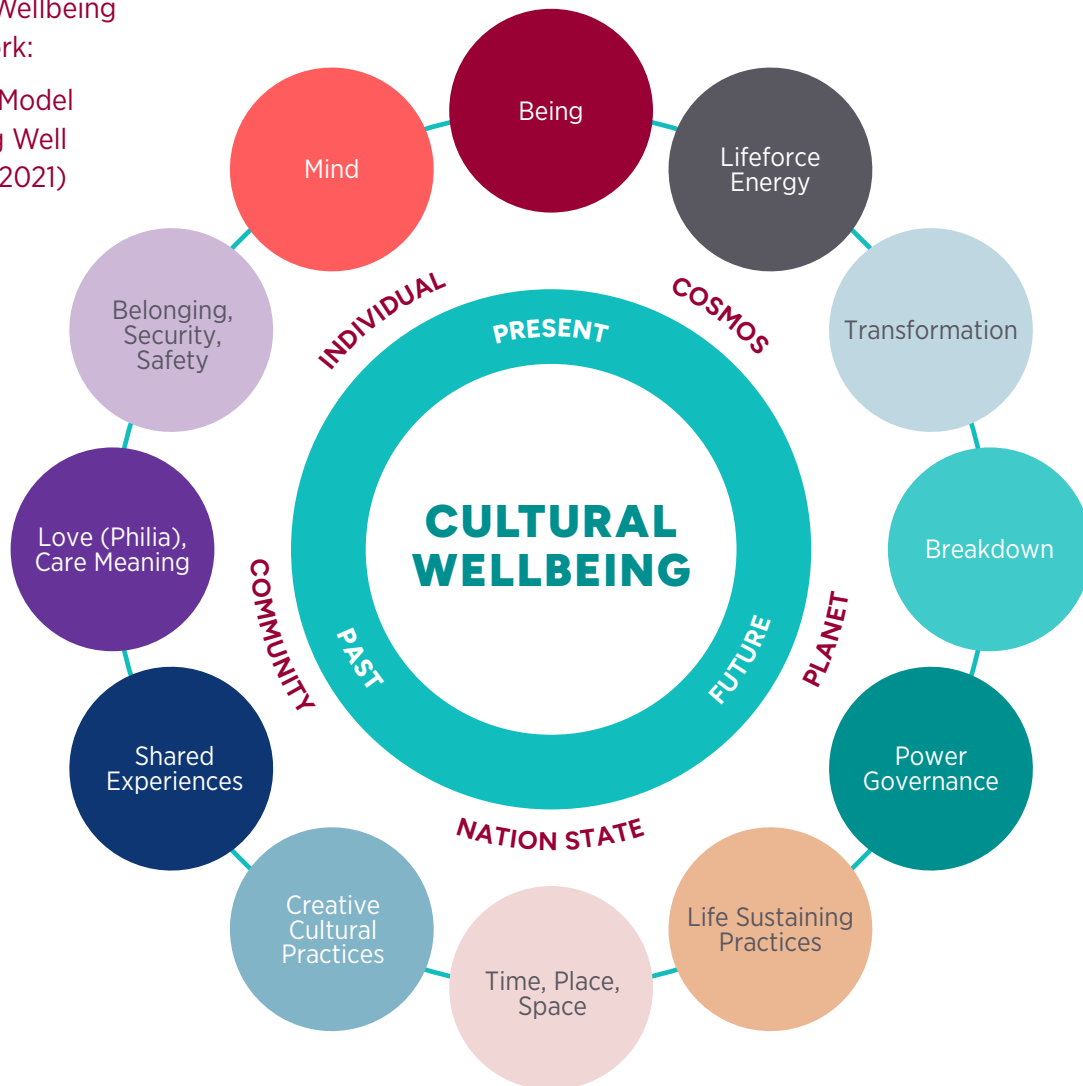 Wellbeing
rk:
Model
g Well
2021)
Being
Lifeforce
Energy
Transformation
Breakdown
Power
Governance
Life Sustaining
Practices
Time, Place,
Space
Creative
Cultural
Practices
Shared
Experiences
Love (Philia),
Care Meaning
Belonging,
Security,
Safety
Mind
INDIVIDUAL
COSMOS
PLANET
NATION STATE
COMMUNITY
PRESENT
FUTURE
PAST
CULTURAL
WELLBEING